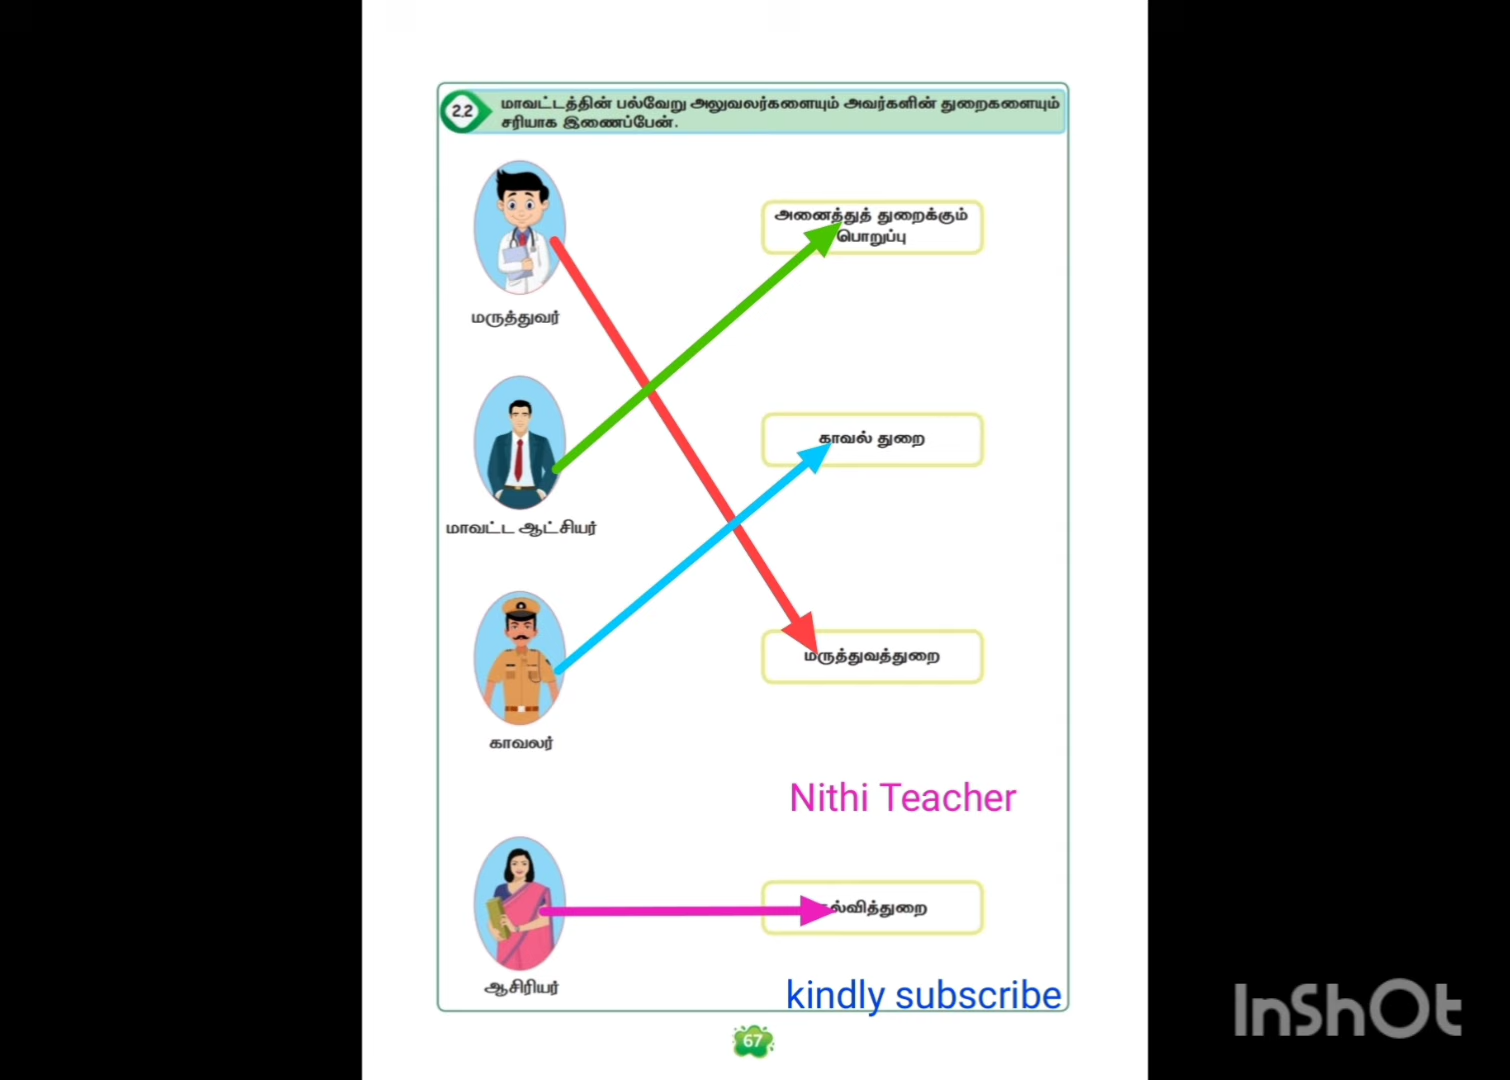 2.2
மாவட்டத்தின் பல்வேறு அலுவலர்களையும் அவர்களின் துறைகளையும்
சரியாக இணைப்பேன்.
அனைத்துத் துறைக்கும்
பொறுப்பு
மருத்துவர்
காவல் துறை
மாவட்ட ஆட்சியர்
மருத்துவத்துறை
காவலர்
Nithi Teacher
கல்வித்துறை
ஆசிரியர்
kindly subscribe
67
InShOt